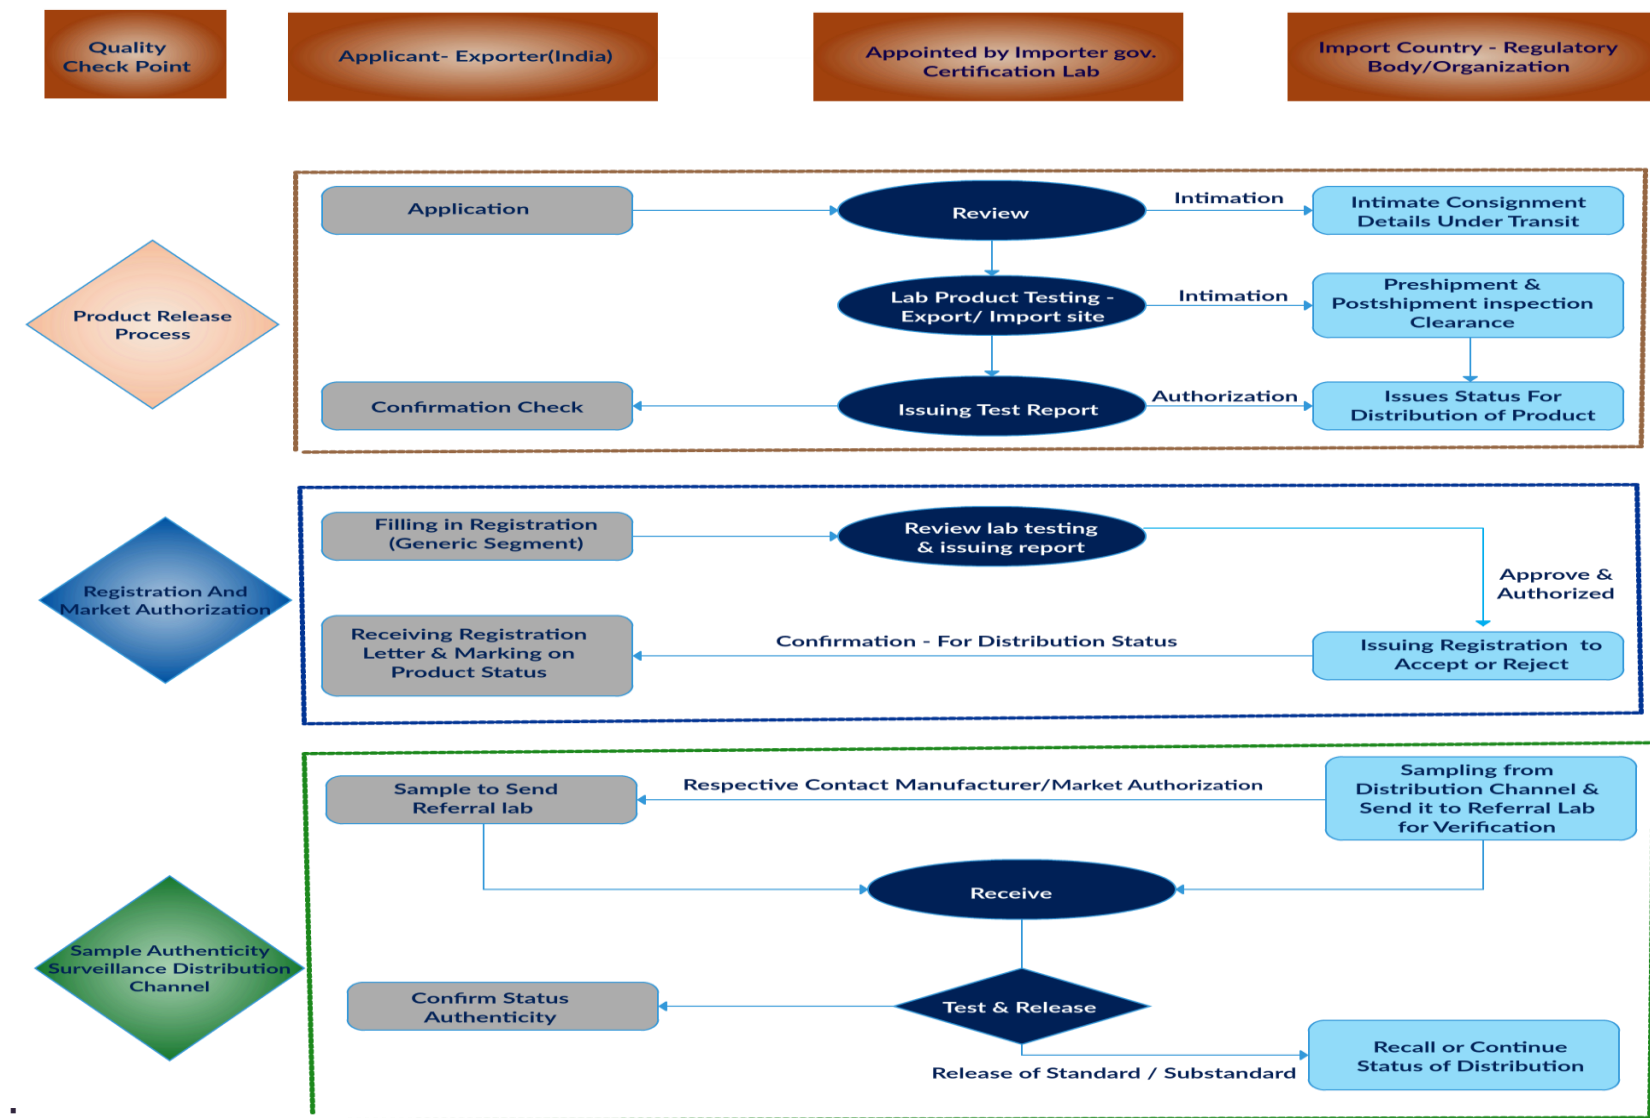 Quality
Check Point
Applicant- Exporter(India)
Appointed by Importer gov.
Certification Lab
Import Country - Regulatory
Body/Organization
Product Release
Process
Application
Review
Intimation
Intimate Consignment
Details Under Transit
Lab Product Testing -
Export/ Import site
Intimation
Preshipment &
Postshipment inspection
Clearance
Confirmation Check
Issuing Test Report
Authorization
Issues Status For
Distribution of Product
Registration And
Market Authorization
Filling in Registration
(Generic Segment)
Review lab testing
& issuing report
Approve &
Authorized
Receiving Registration
Letter & Marking on
Product Status
Confirmation - For Distribution Status
Issuing Registration to
Accept or Reject
Sample Authenticity
Surveillance Distribution
Channel
Sample to Send
Referral lab
Respective Contact Manufacturer/Market Authorization
Sampling from
Distribution Channel &
Send it to Referral Lab
for Verification
Receive
Confirm Status
Authenticity
Test & Release
Release of Standard / Substandard
Recall or Continue
Status of Distribution